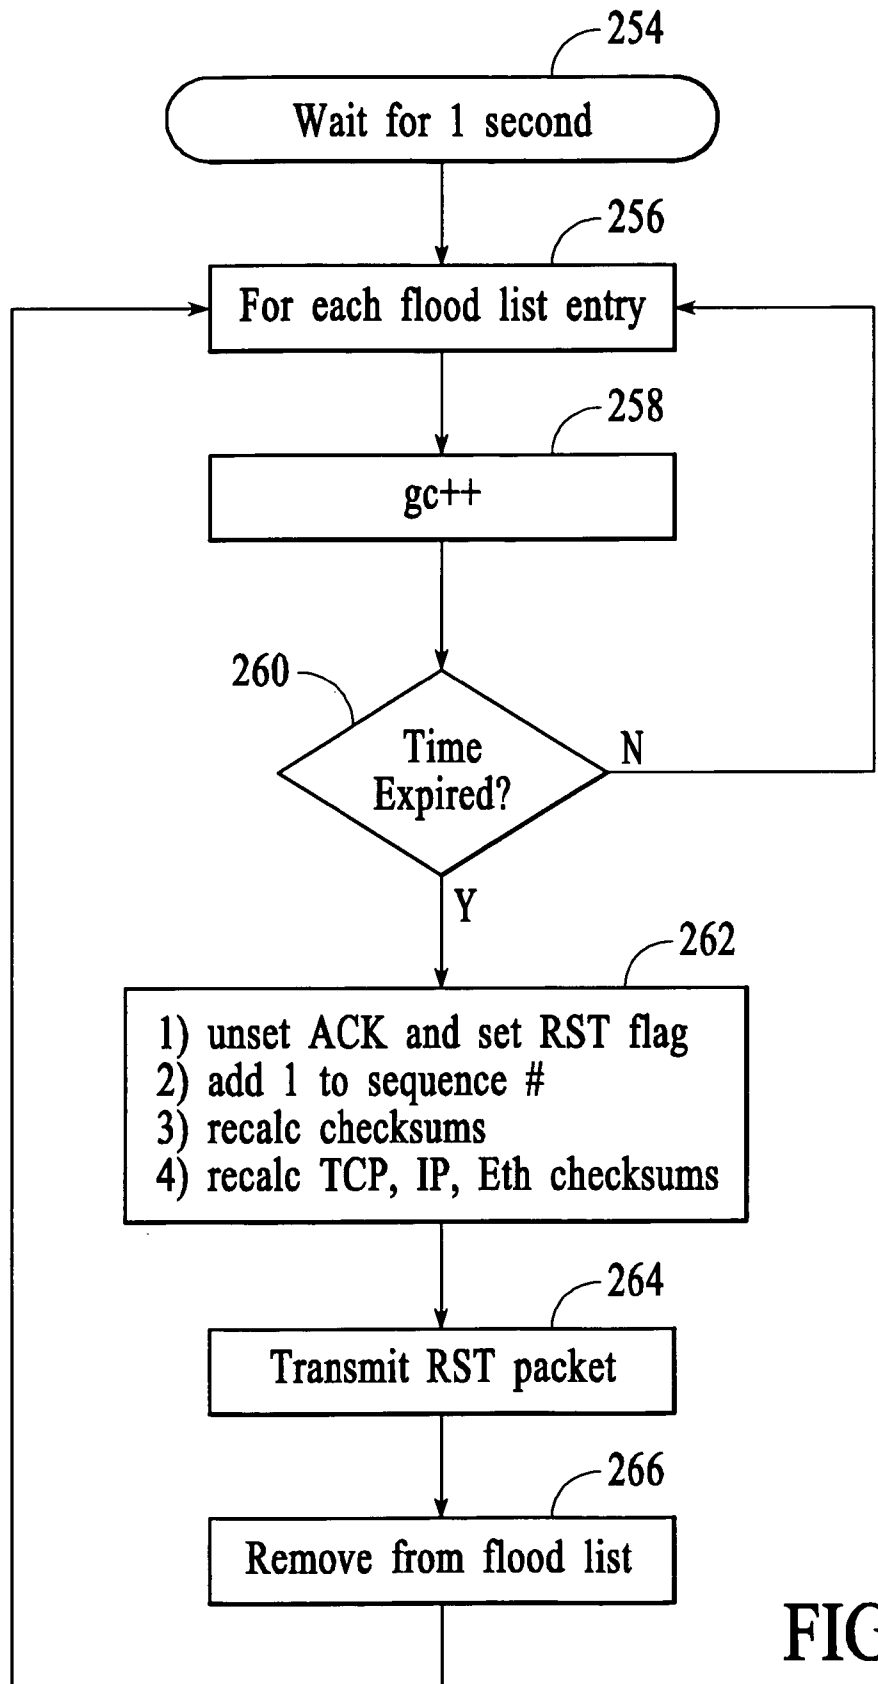 254
Wait for 1 second
256
For each flood list entry
258
gc++
260
Time
Expired?
N
Y
262
1) unset ACK and set RST flag
2) add 1 to sequence #
3) recalc checksums
4) recalc TCP, IP, Eth checksums
264
Transmit RST packet
266
Remove from flood list